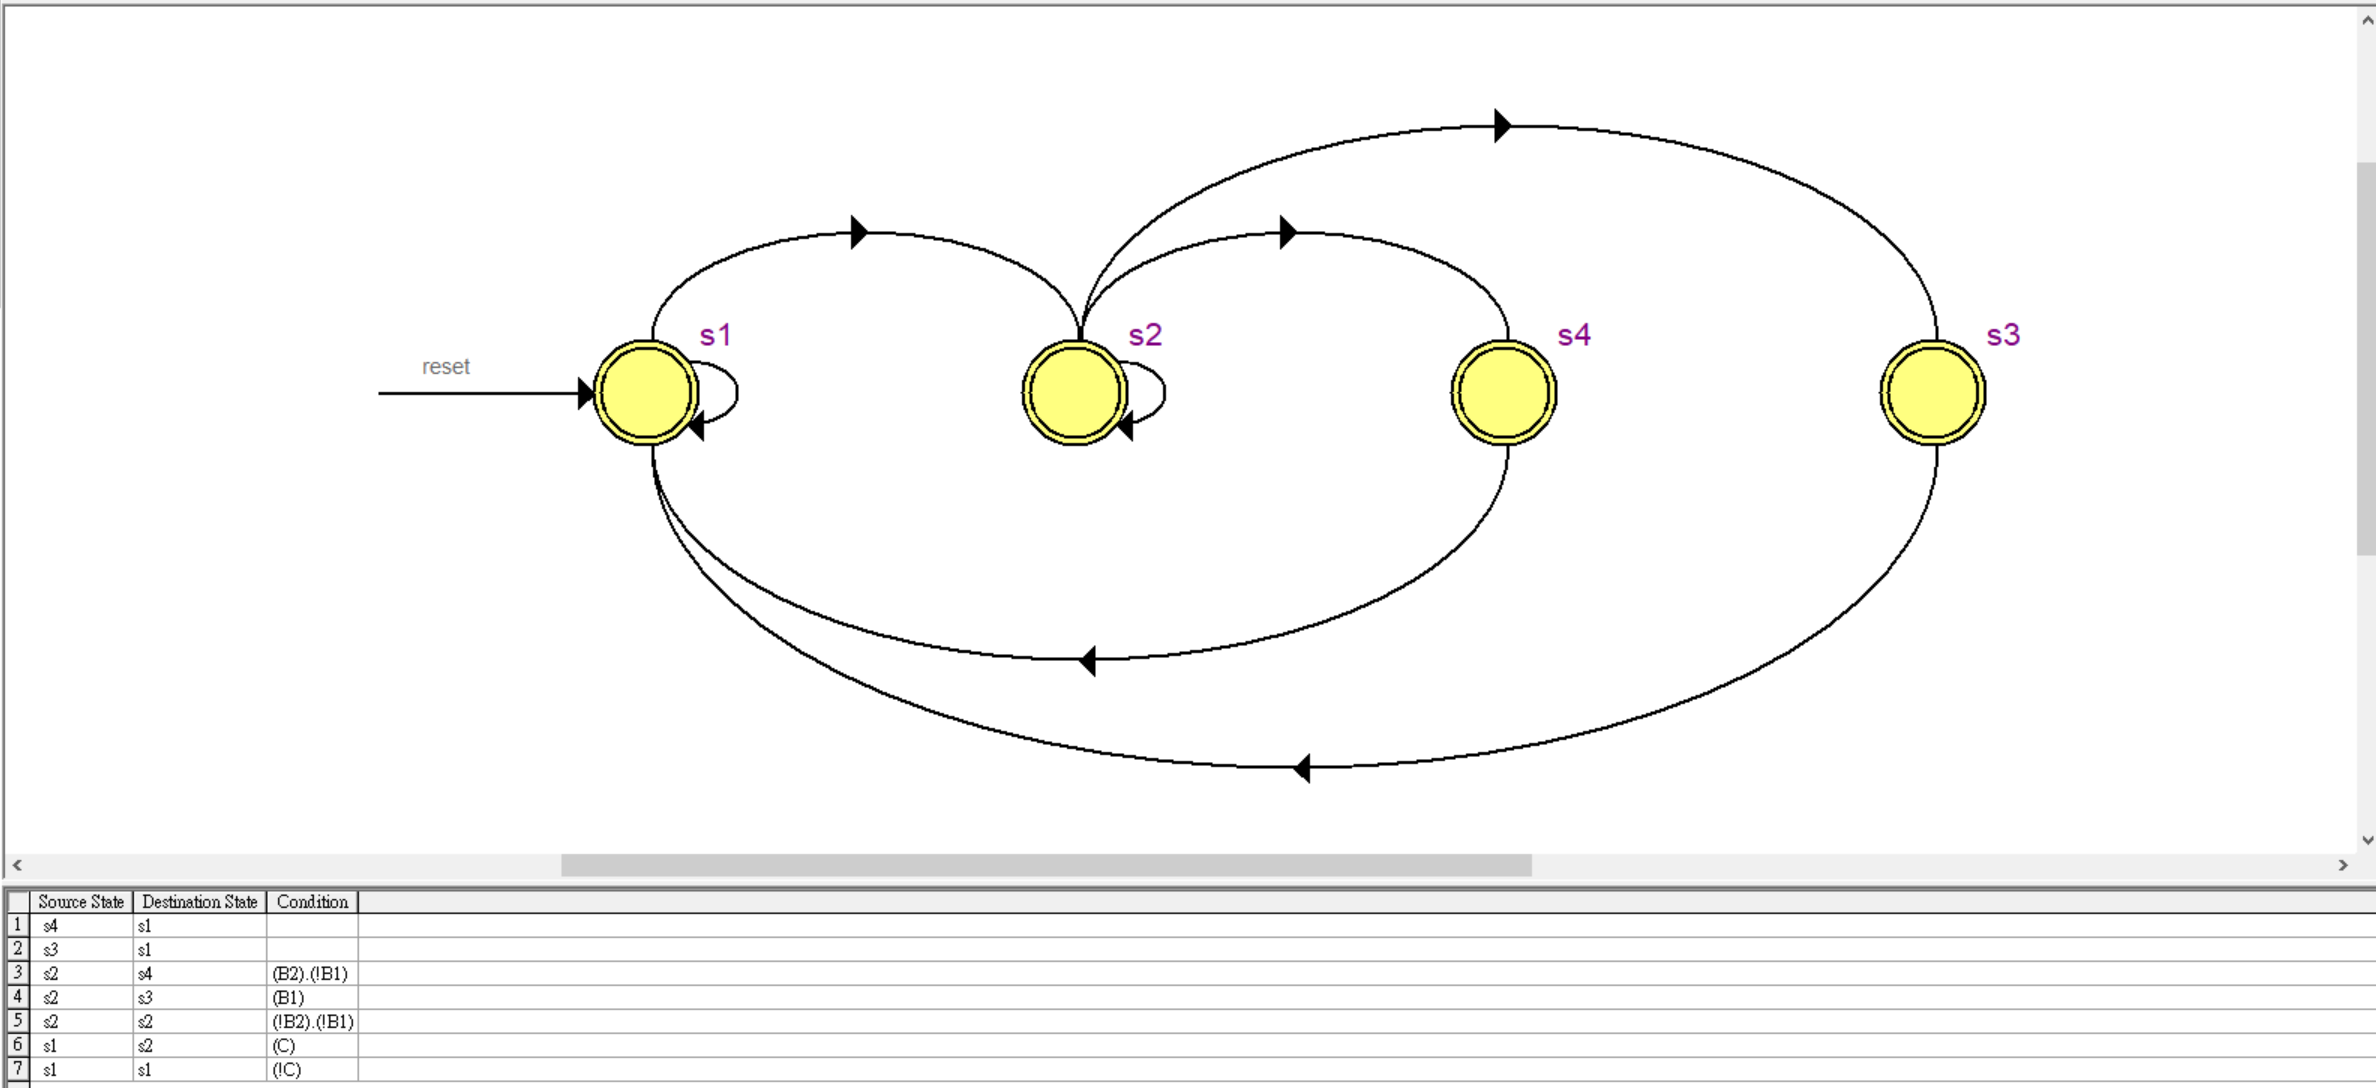 s1 s2 s4 s3
reset
Source State Destination State Condition
1 s4 s1
2 s3 s1
3 s2 s4 (B2).(!B1)
4 s2 s3 (B1)
5 s2 s2 (!B2).(!B1)
6 s1 s2 (C)
7 s1 s1 (!C)